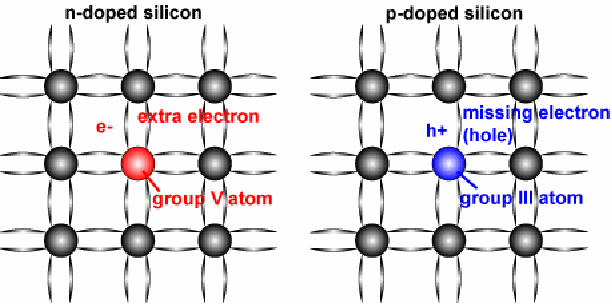 n-doped silicon
e-
extra electron
group V atom
p-doped silicon
h+
missing electron
(hole)
group III atom